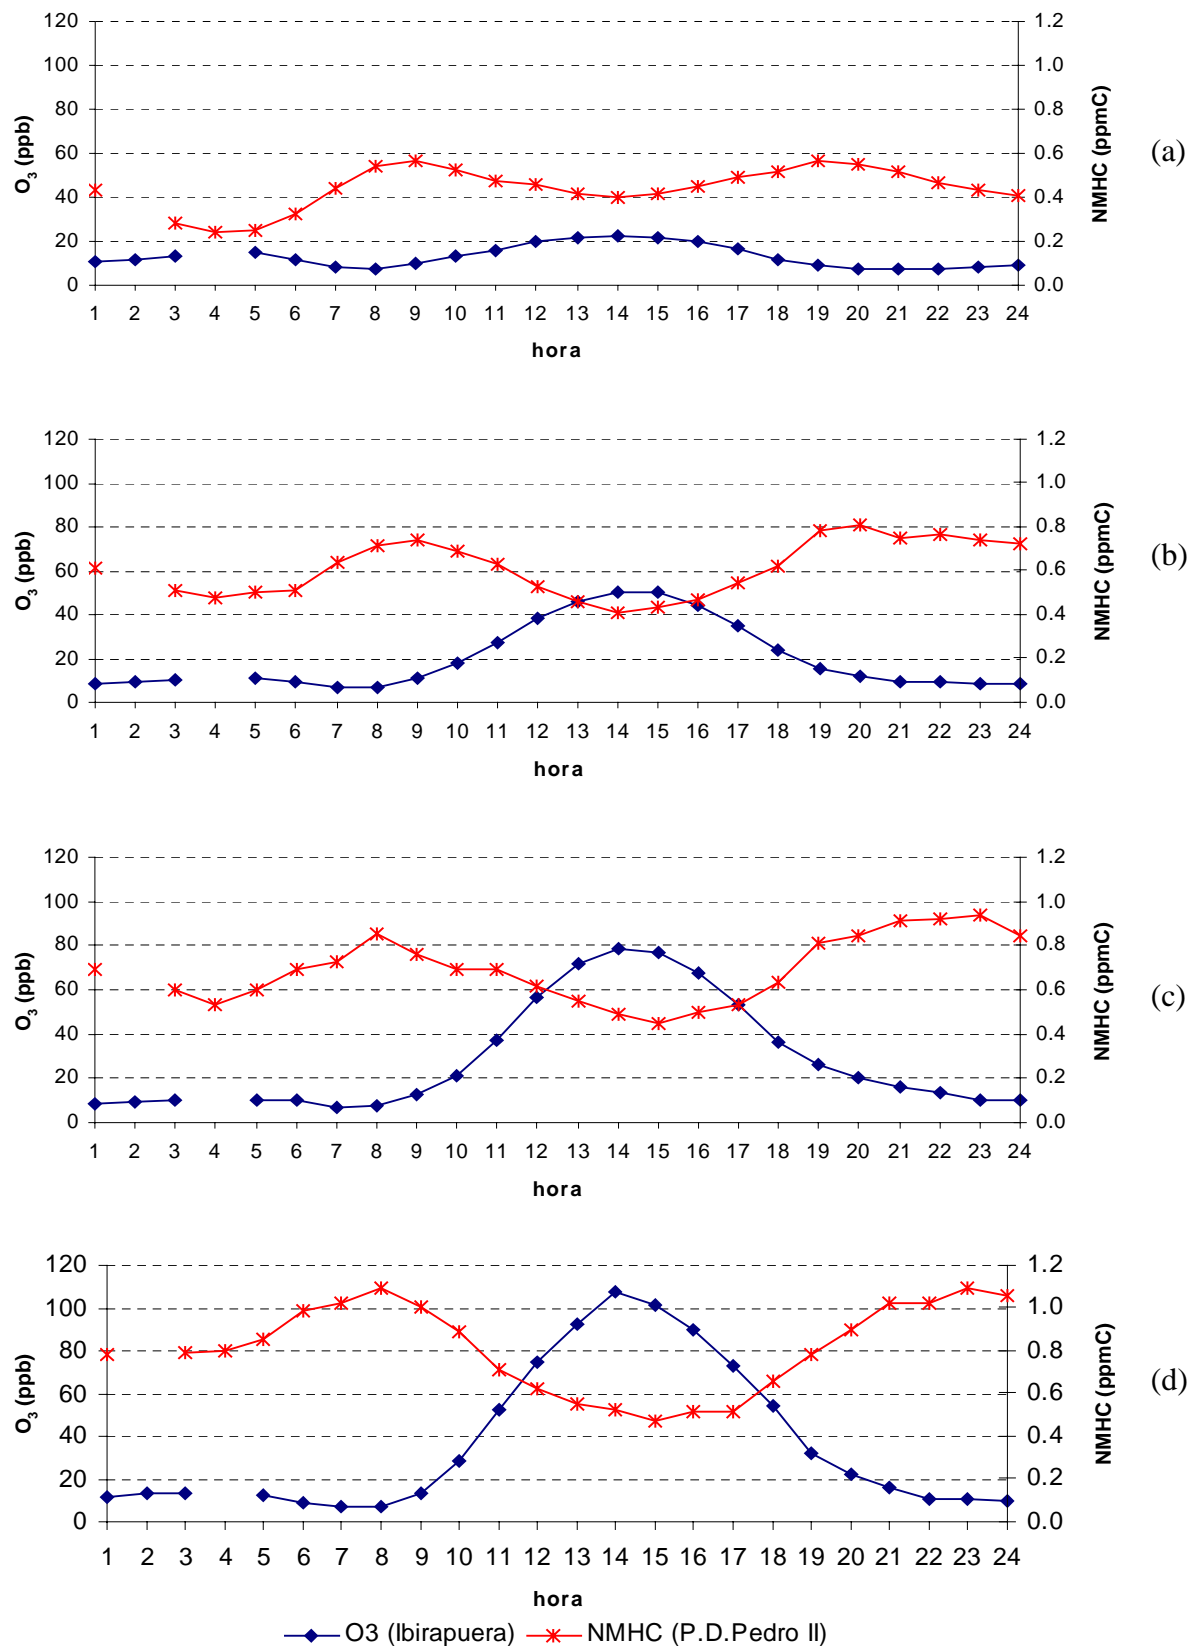 120 1.2
100 1.0
80 0.8
60 0.6
40 0.4
20 0.2
0 0.0
O3 (ppb)
NMHC (ppmC)
(a)
1 2 3 4 5 6 7 8 9 10 11 12 13 14 15 16 17 18 19 20 21 22 23 24
hora
120 1.2
100 1.0
80 0.8
60 0.6
40 0.4
20 0.2
0 0.0
O3 (ppb)
NMHC (ppmC)
(b)
1 2 3 4 5 6 7 8 9 10 11 12 13 14 15 16 17 18 19 20 21 22 23 24
hora
120 1.2
100 1.0
80 0.8
60 0.6
40 0.4
20 0.2
0 0.0
O3 (ppb)
NMHC (ppmC)
(c)
1 2 3 4 5 6 7 8 9 10 11 12 13 14 15 16 17 18 19 20 21 22 23 24
hora
120 1.2
100 1.0
80 0.8
60 0.6
40 0.4
20 0.2
0 0.0
O3 (ppb)
NMHC (ppmC)
(d)
1 2 3 4 5 6 7 8 9 10 11 12 13 14 15 16 17 18 19 20 21 22 23 24
hora
O3 (Ibirapuera) NMHC (P.D.Pedro II)